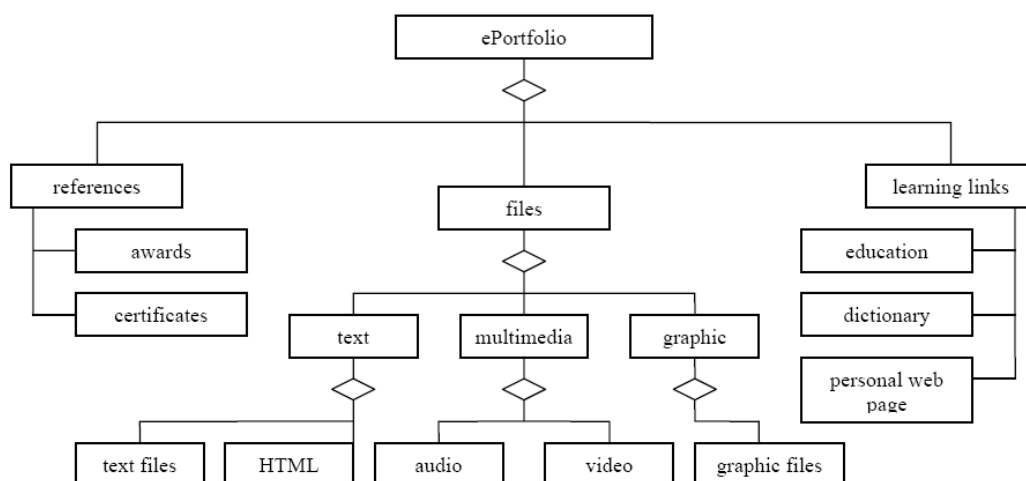 ePortfolio
references
learning links
files
awards
education
certificates
dictionary
text
multimedia
graphic
personal web
page
text files
HTML
audio
video
graphic files